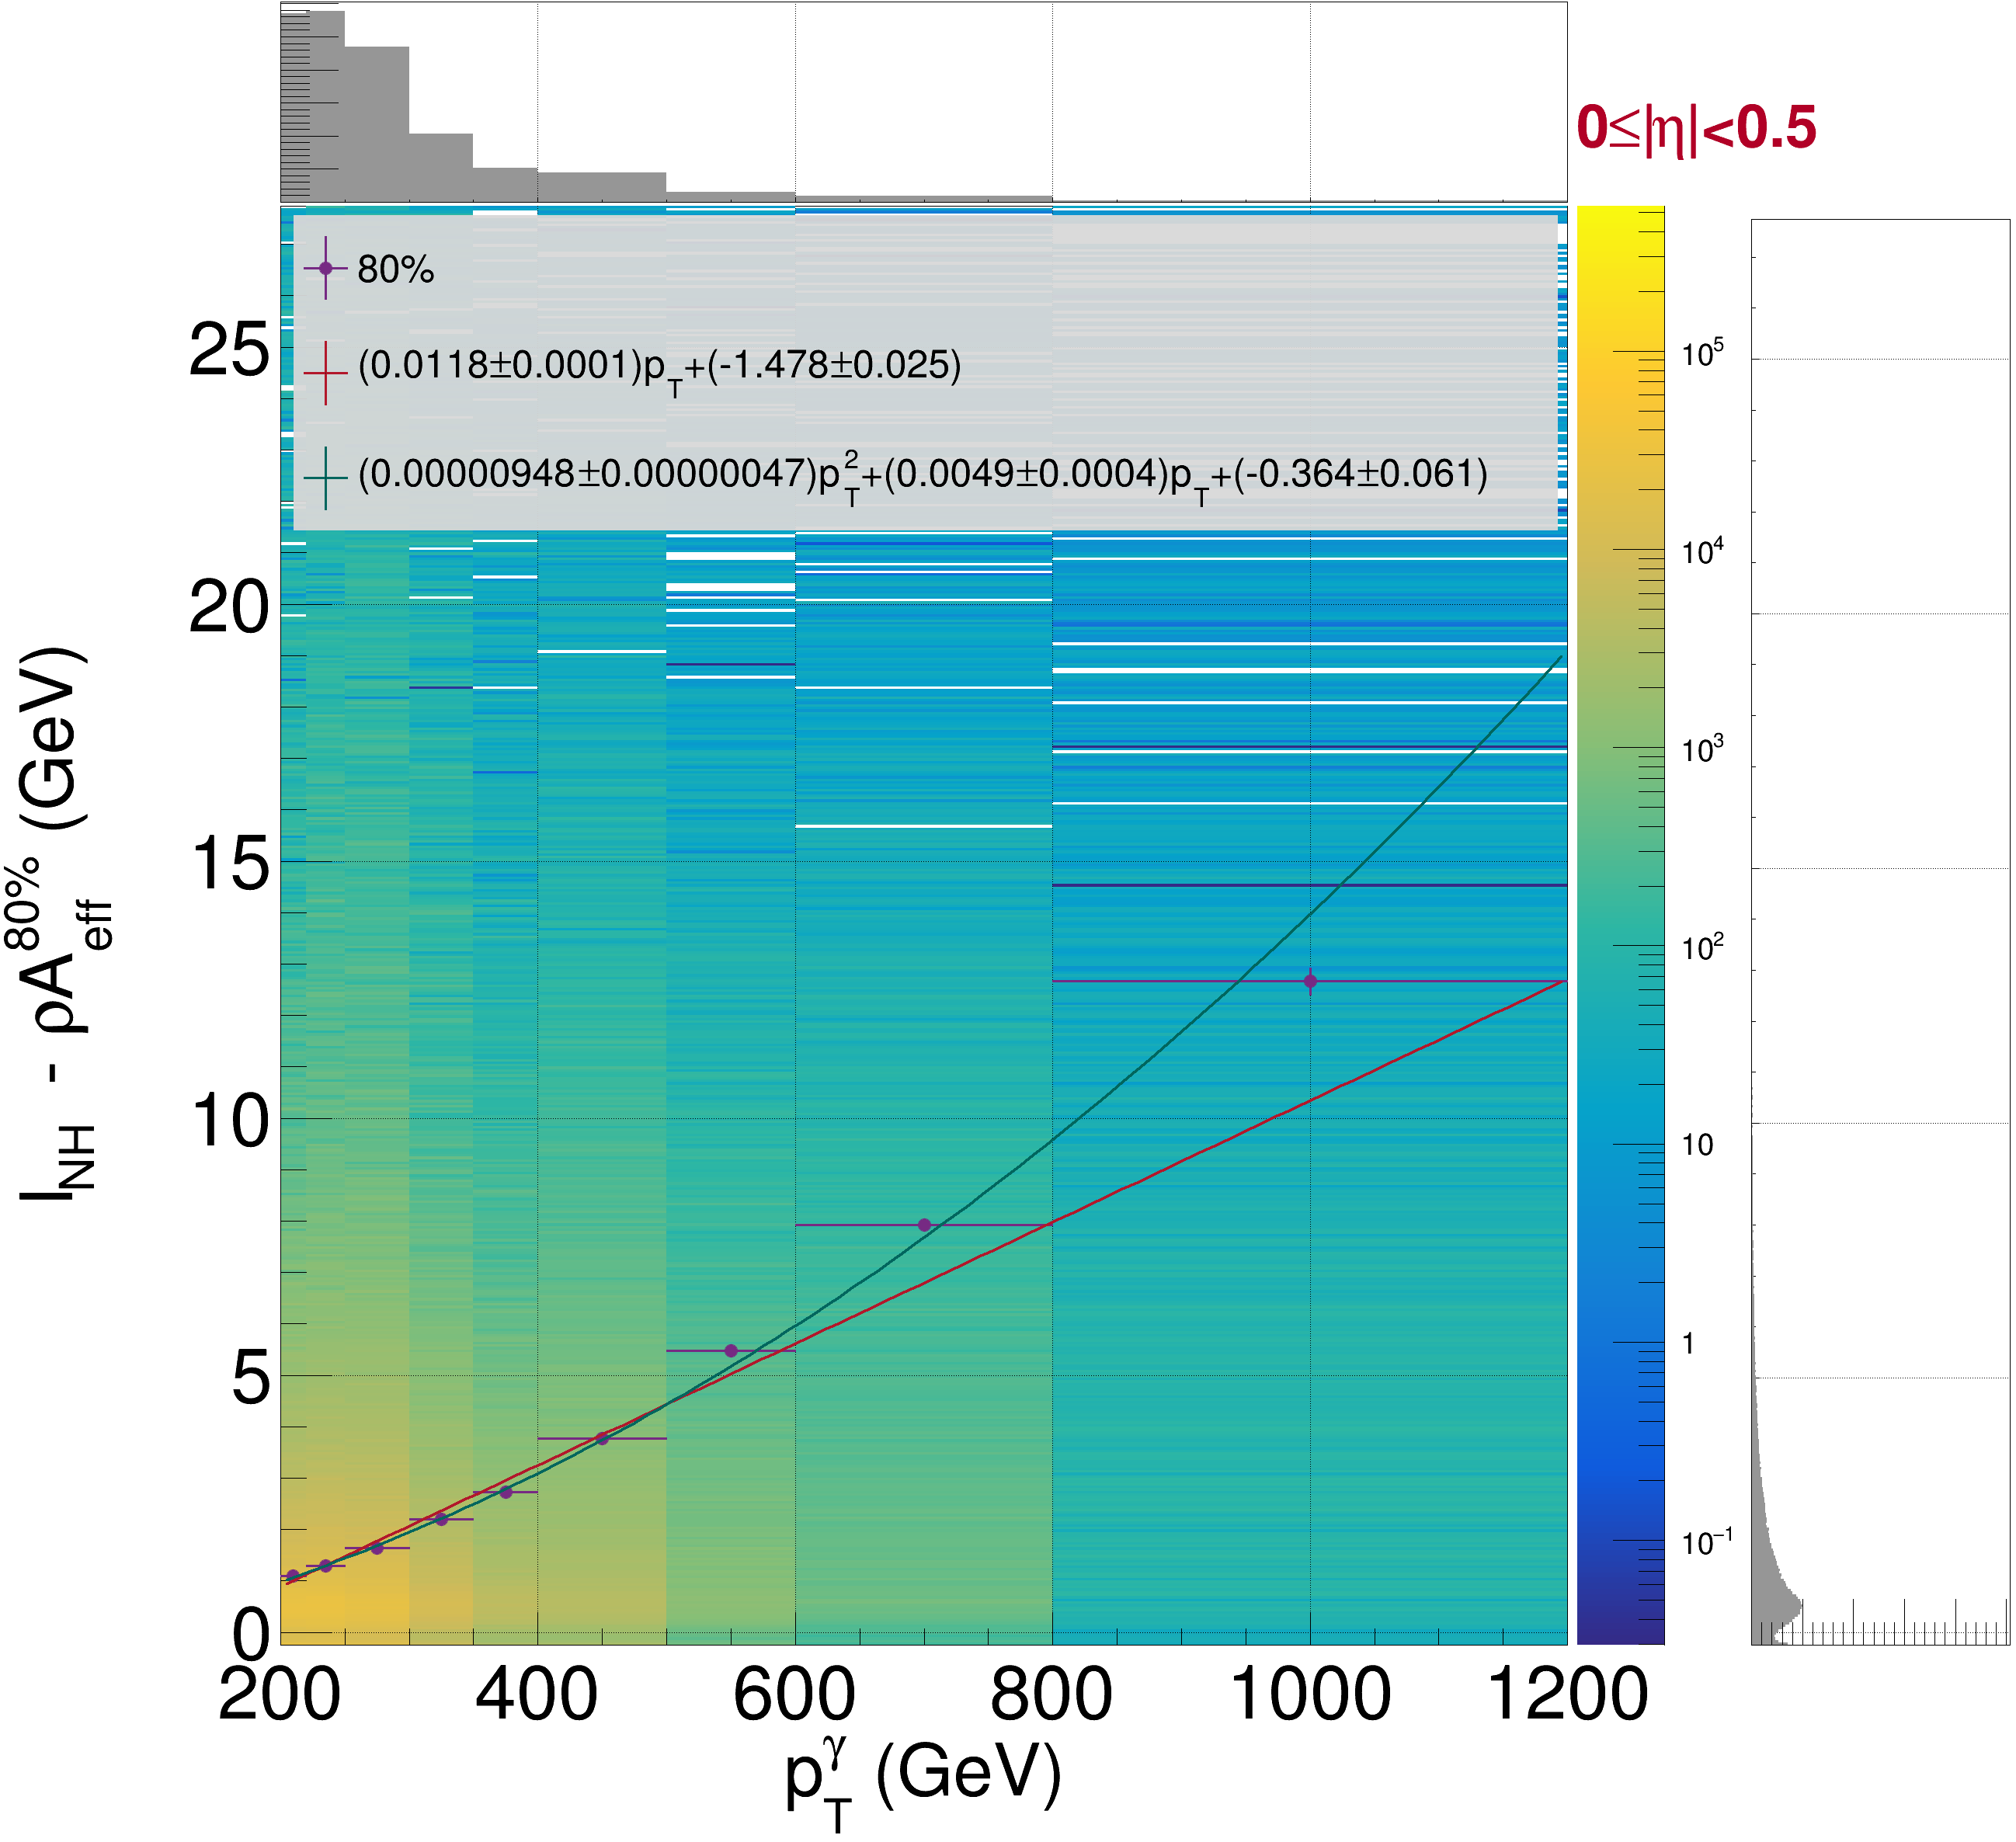 0≤|η|<0.5
80%
(0.0118±0.0001)p_T+(-1.478±0.025)
(0.00000948±0.00000047)p_T^2+(0.0049±0.0004)p_T+(-0.364±0.061)
I_NH - ρA_eff^80% (GeV)
25
20
15
10
5
0
200 400 600 800 1000 1200
p_T^γ (GeV)
10^5
10^4
10^3
10^2
10
1
10^−1